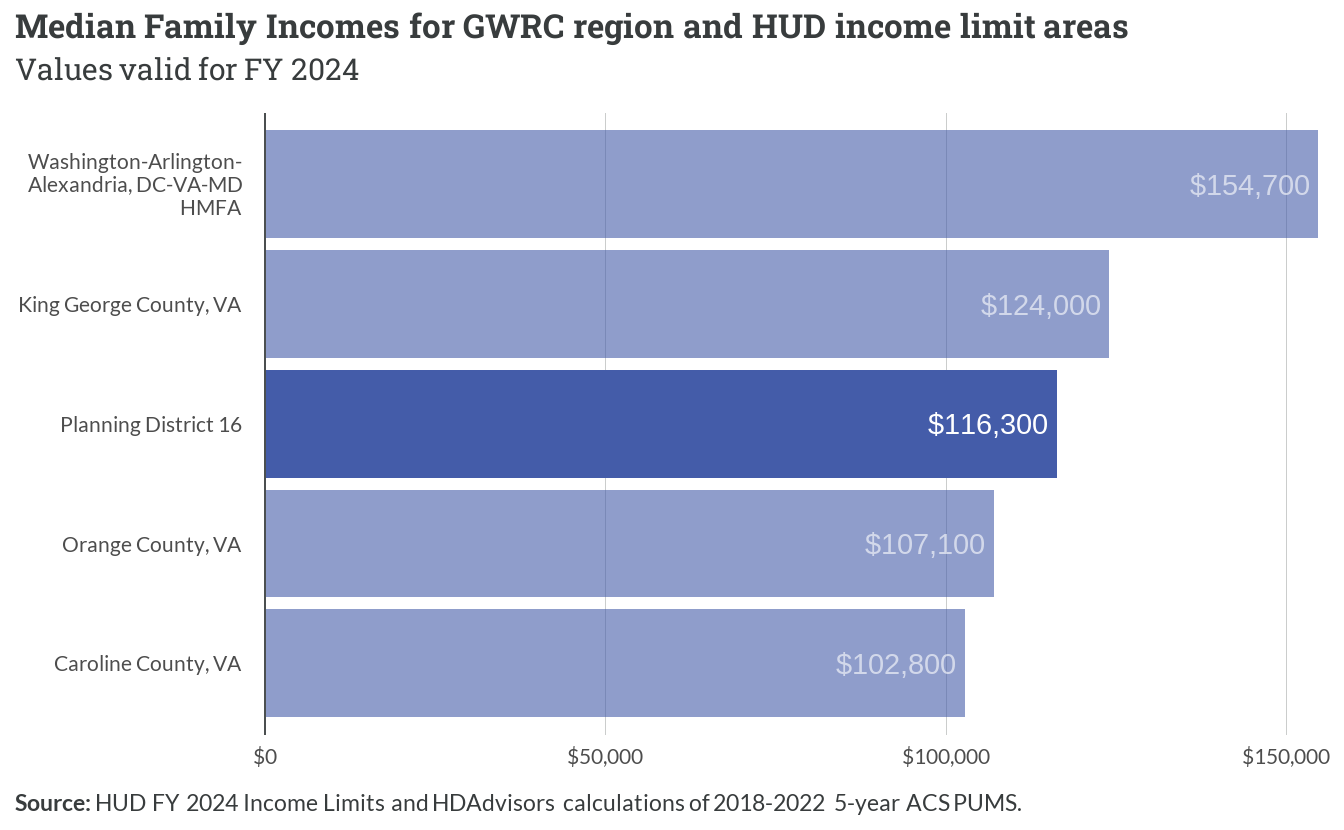 Median Family Incomes for GWRC region and HUD income limit areas
Values valid for FY 2024
Washington-Arlington-
Alexandria, DC-VA-MD
HMFA
$154,700
King George County, VA
$124,000
Planning District 16
$116,300
Orange County, VA
$107,100
Caroline County, VA
$102,800
$0
$50,000
$100,000
$150,000
Source: HUD FY 2024 Income Limits and HDAdvisors calculations of 2018-2022 5-year ACS PUMS.